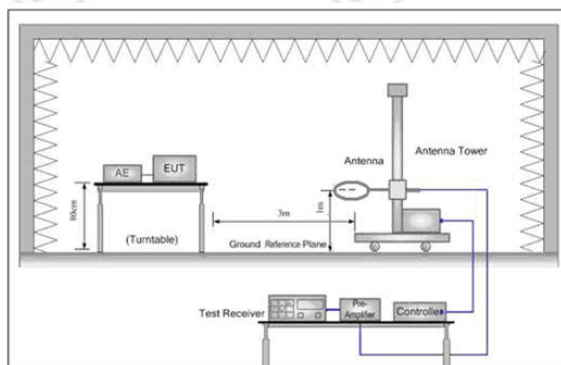 Antenna Tower
Antenna
EUT
AE
80cm
3m
1m
(Turntable)
Ground Reference Plane
Test Receiver
Pre-
Amplifier
Controller